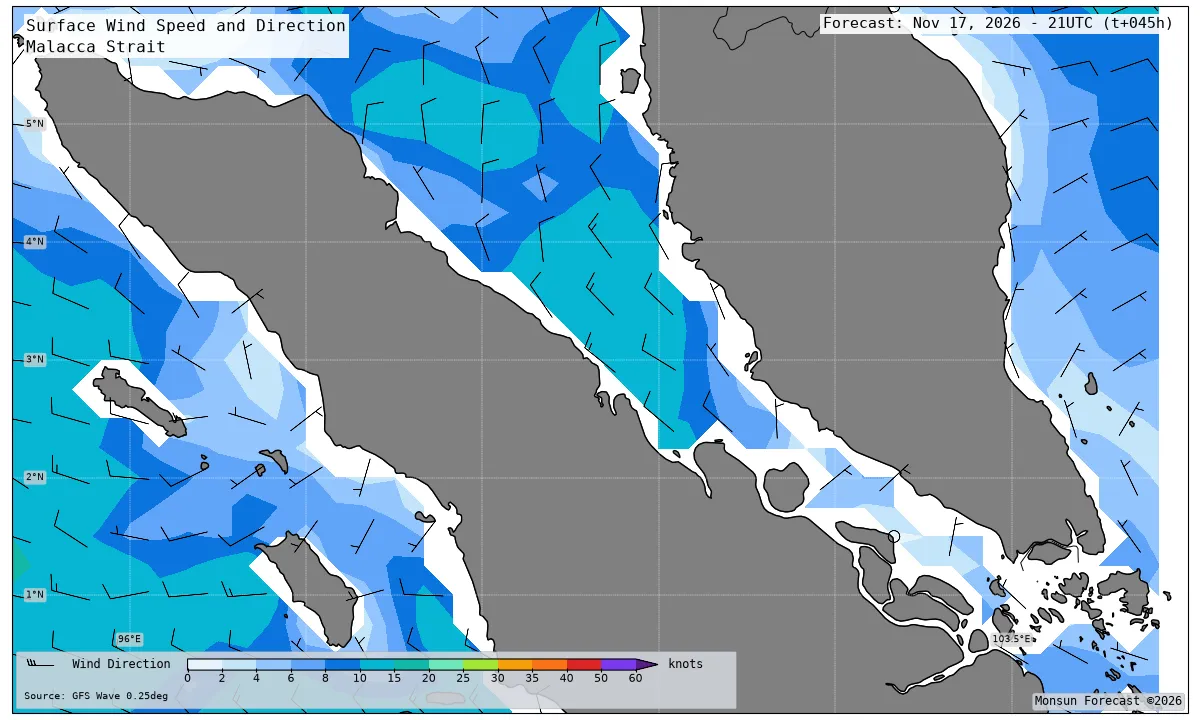 Surface Wind Speed and Direction
Malacca Strait
Forecast: Nov 17, 2026 - 21UTC (t+045h)
5°N
4°N
3°N
2°N
1°N
96°E
103.5°E
Wind Direction
knots
0 2 4 6 8 10 15 20 25 30 35 40 50 60
Source: GFS Wave 0.25deg
Monsun Forecast ©2026